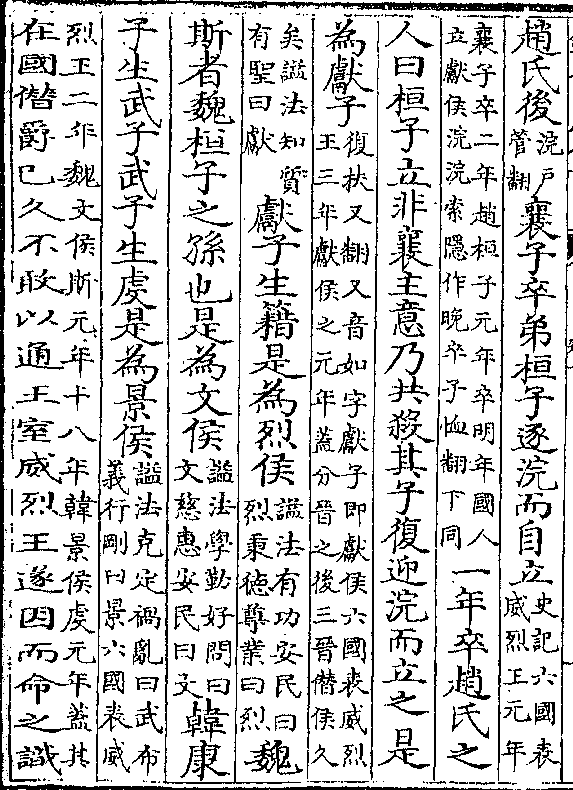 趙氏後浣戶管翻襄子卒弟桓子逐浣而自立史記六國表威烈王元年
襄子卒二年趙桓子元年卒明年國人立獻侯浣浣索隱作晚卒子恤翻下同一年卒趙氏之
人曰桓子立非襄主意乃共殺其子復迎浣而立之是
為獻子復扶又翻又音如字獻子即獻侯六國表威烈王三年獻侯之元年蓋分晉之後三晉僭侯久
矣諡法知質有聖曰獻獻子生籍是為烈侯諡法有功安民曰烈秉德尊業曰烈魏
斯者魏桓子之孫也是為文侯諡法學勤好問曰文慈惠安民曰文韓康
子生武子武子生虔是為景侯諡法克定禍亂曰武布義行剛曰景六國表威
烈王二年魏文侯斯元年十八年韓景侯虔元年蓋其在國僭爵已久不敢以通王室威烈王遂因而命之識